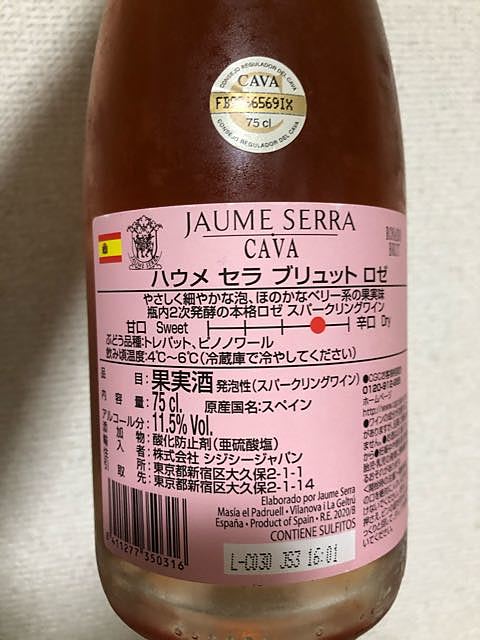 CONSEJO REGULADOR DEL CAVA
CAVA
75 cl
CONSEJO REGULADOR DEL CAVA
JAUME SERRA
CAVA
ハウメ セラ ブリュット ロゼ
やさしく細やかな泡、ほのかなベリー系の果実味
瓶内2次発酵の本格ロゼ スパークリングワイン
甘口 Sweet 辛口 Dry
ぶどう品種:トレパット、ピノノワール
飲み頃温度:4℃~6℃(冷蔵庫で冷やしてください)
品目:果実酒 発泡性(スパークリングワイン)
内容量:75 cl. 原産国名:スペイン
アルコール分:11.5% Vol.
添加物:酸化防止剤(亜硫酸塩)
輸入者:株式会社 シジシージャパン
住所:東京都新宿区大久保2-1-1
引取先:東京都新宿区大久保2-1-14
Elaborado por Jaume Serra
Masía el Padruell • Vilanova i La Geltrú
España • Product of Spain • R.E. 2020/B
CONTIENE SULFITOS
8411277350316
L-C030 JS3 16:01